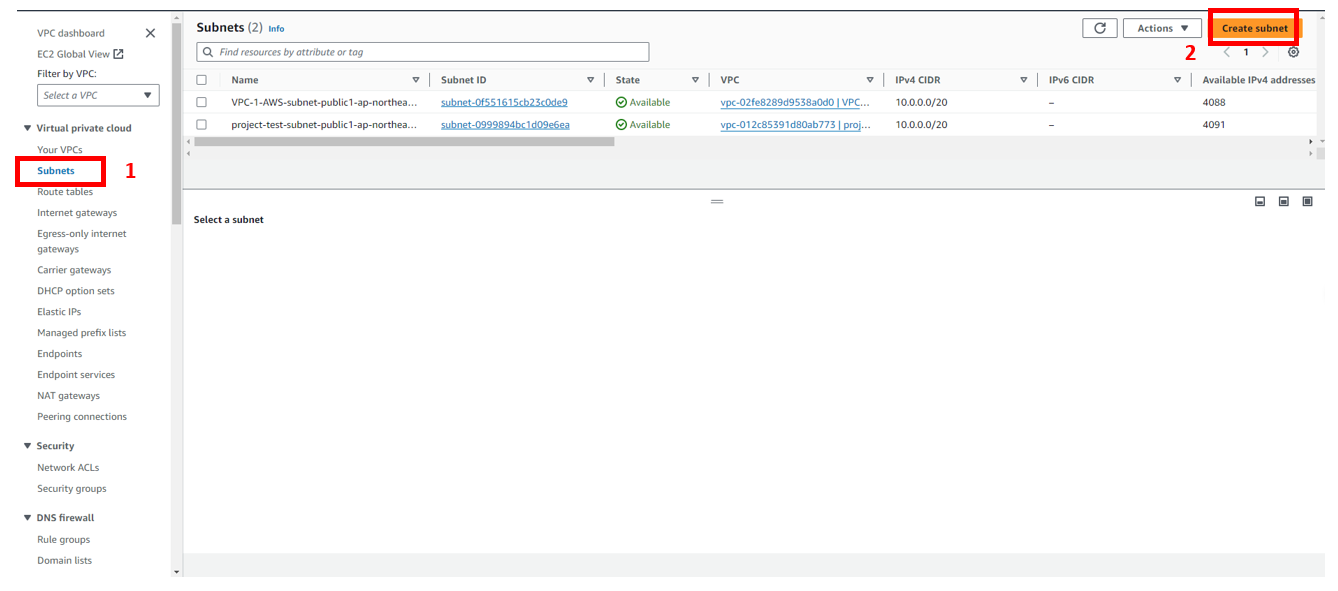 VPC dashboard
EC2 Global View
Filter by VPC:
Select a VPC
Virtual private cloud
Your VPCs
Subnets 1
Route tables
Internet gateways
Egress-only internet
gateways
Carrier gateways
DHCP option sets
Elastic IPs
Managed prefix lists
Endpoints
Endpoint services
NAT gateways
Peering connections
Security
Network ACLs
Security groups
DNS firewall
Rule groups
Domain lists
Subnets (2) Info
Actions
Create subnet
2
Find resources by attribute or tag
1
Name Subnet ID State VPC IPv4 CIDR IPv6 CIDR Available IPv4 addresses
VPC-1-AWS-subnet-public1-ap-northea... subnet-0f551615cb23c0de9 Available vpc-02fe8289d9538a0d0 | VPC... 10.0.0.0/20 – 4088
project-test-subnet-public1-ap-northea... subnet-0999894bc1d09e6ea Available vpc-012c85391d80ab773 | proj... 10.0.0.0/20 – 4091
Select a subnet